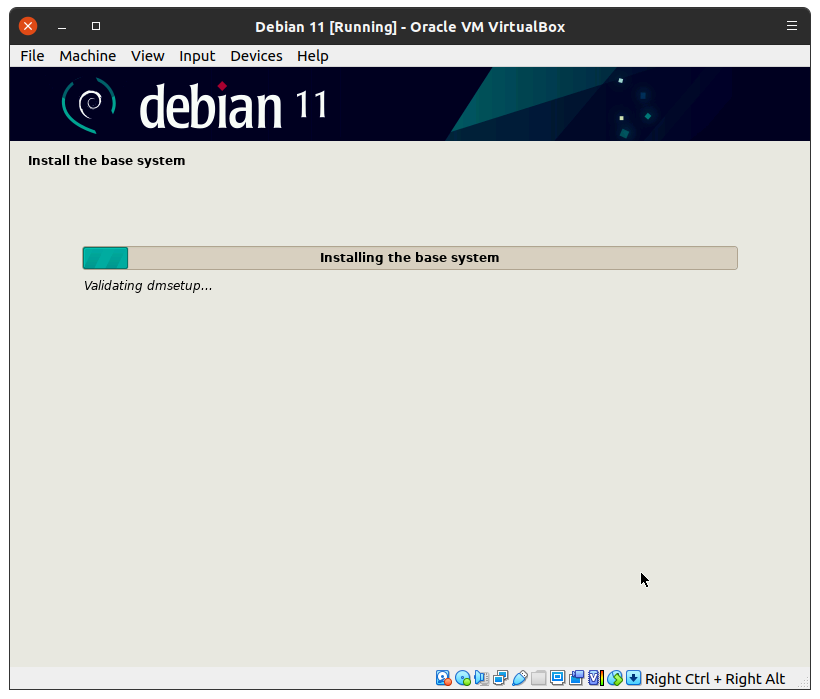 Debian 11 [Running] - Oracle VM VirtualBox
File Machine View Input Devices Help
debian 11
Install the base system
Installing the base system
Validating dmsetup...
Right Ctrl + Right Alt